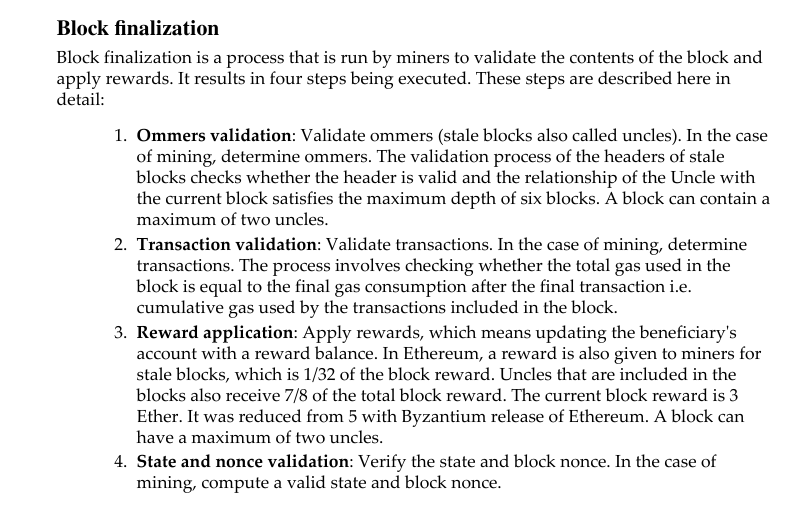 Block finalization
Block finalization is a process that is run by miners to validate the contents of the block and
apply rewards. It results in four steps being executed. These steps are described here in
detail:
1. Ommers validation: Validate ommers (stale blocks also called uncles). In the case
of mining, determine ommers. The validation process of the headers of stale
blocks checks whether the header is valid and the relationship of the Uncle with
the current block satisfies the maximum depth of six blocks. A block can contain a
maximum of two uncles.
2. Transaction validation: Validate transactions. In the case of mining, determine
transactions. The process involves checking whether the total gas used in the
block is equal to the final gas consumption after the final transaction i.e.
cumulative gas used by the transactions included in the block.
3. Reward application: Apply rewards, which means updating the beneficiary's
account with a reward balance. In Ethereum, a reward is also given to miners for
stale blocks, which is 1/32 of the block reward. Uncles that are included in the
blocks also receive 7/8 of the total block reward. The current block reward is 3
Ether. It was reduced from 5 with Byzantium release of Ethereum. A block can
have a maximum of two uncles.
4. State and nonce validation: Verify the state and block nonce. In the case of
mining, compute a valid state and block nonce.